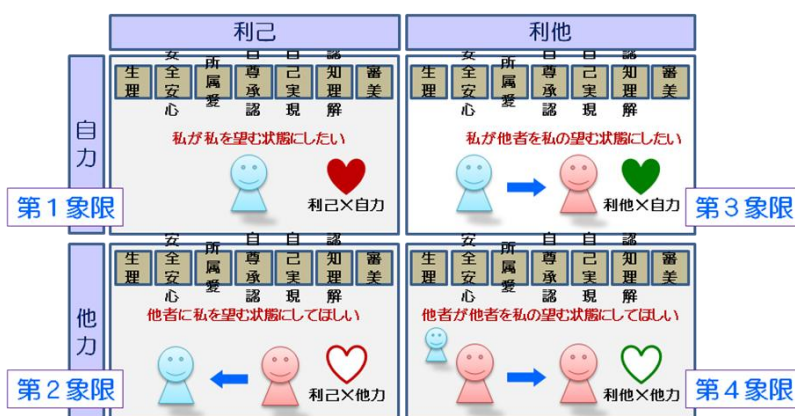 利己
利他
自力
生理
安全安心
所属愛
自尊承認
自己実現
認知理解
審美
私が私を望む状態にしたい
利己×自力
第1象限
生理
安全安心
所属愛
自尊承認
自己実現
認知理解
審美
私が他者を私の望む状態にしたい
利他×自力
第3象限
他力
生理
安全安心
所属愛
自尊承認
自己実現
認知理解
審美
他者に私を望む状態にしてほしい
利己×他力
第2象限
生理
安全安心
所属愛
自尊承認
自己実現
認知理解
審美
他者が他者を私の望む状態にしてほしい
利他×他力
第4象限